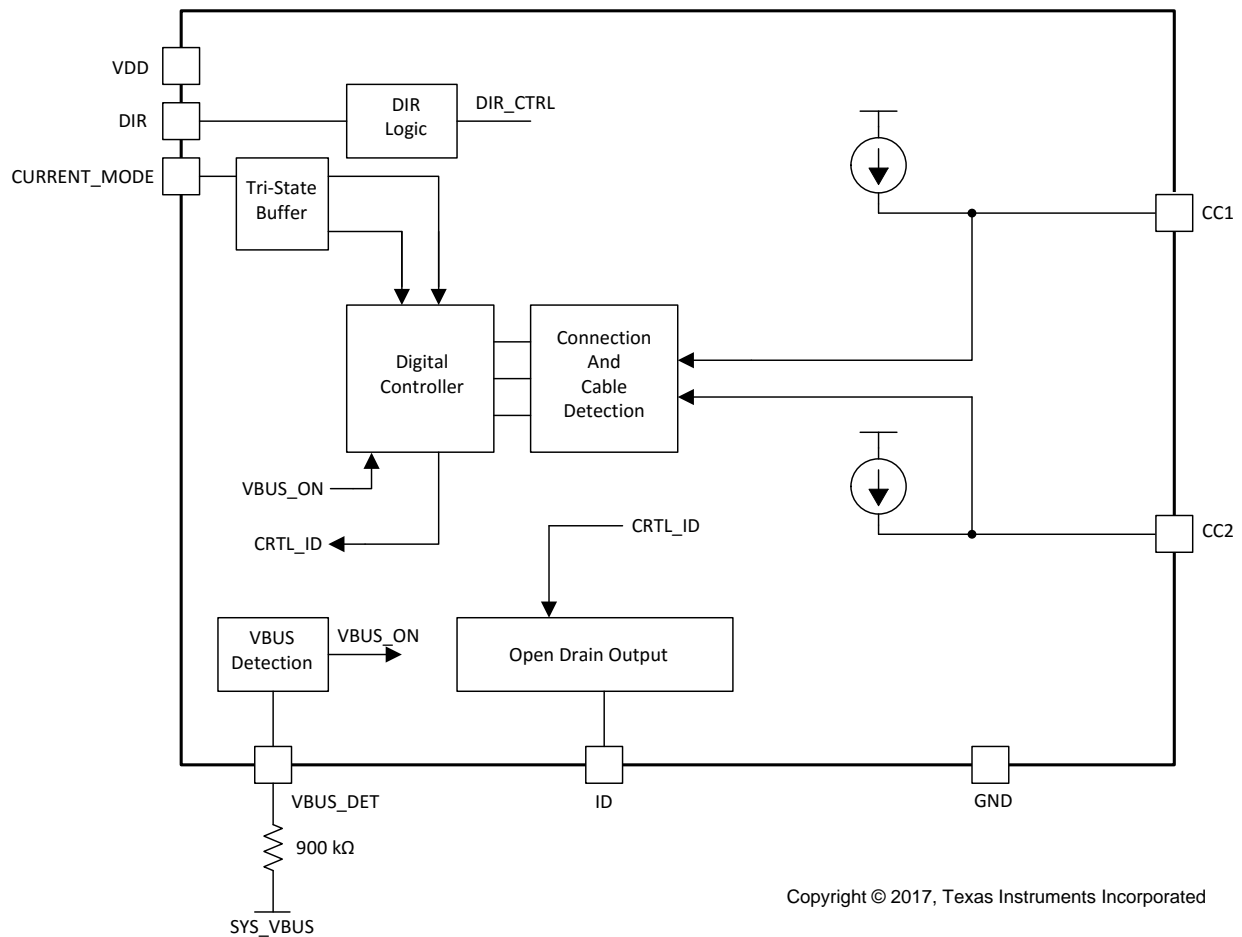 VDD
DIR
CURRENT_MODE
DIR
Logic
DIR_CTRL
Tri-State
Buffer
CC1
Digital
Controller
Connection
And
Cable
Detection
VBUS_ON
CRTL_ID
CRTL_ID
CC2
VBUS
Detection
VBUS_ON
Open Drain Output
VBUS_DET
ID
GND
900 kΩ
SYS_VBUS
Copyright © 2017, Texas Instruments Incorporated